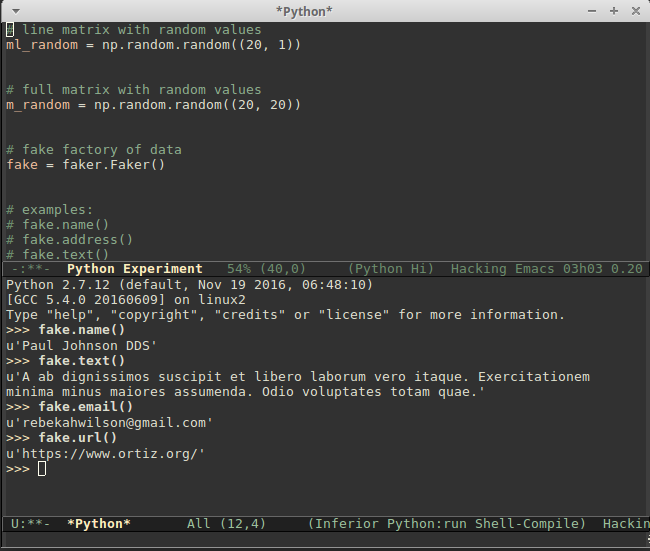 *Python*
# line matrix with random values
ml_random = np.random.random((20, 1))
# full matrix with random values
m_random = np.random.random((20, 20))
# fake factory of data
fake = faker.Faker()
# examples:
# fake.name()
# fake.address()
# fake.text()
-:**-  Python Experiment   54% (40,0)     (Python Hi)  Hacking Emacs 03h03 0.20
Python 2.7.12 (default, Nov 19 2016, 06:48:10)
[GCC 5.4.0 20160609] on linux2
Type "help", "copyright", "credits" or "license" for more information.
>>> fake.name()
u'Paul Johnson DDS'
>>> fake.text()
u'A ab dignissimos suscipit et libero laborum vero itaque. Exercitationem
minima minus maiores assumenda. Odio voluptates totam quae.'
>>> fake.email()
u'rebekahwilson@gmail.com'
>>> fake.url()
u'https://www.ortiz.org/'
>>>
U:**-  *Python*       All (12,4)     (Inferior Python:run Shell-Compile)  Hackin